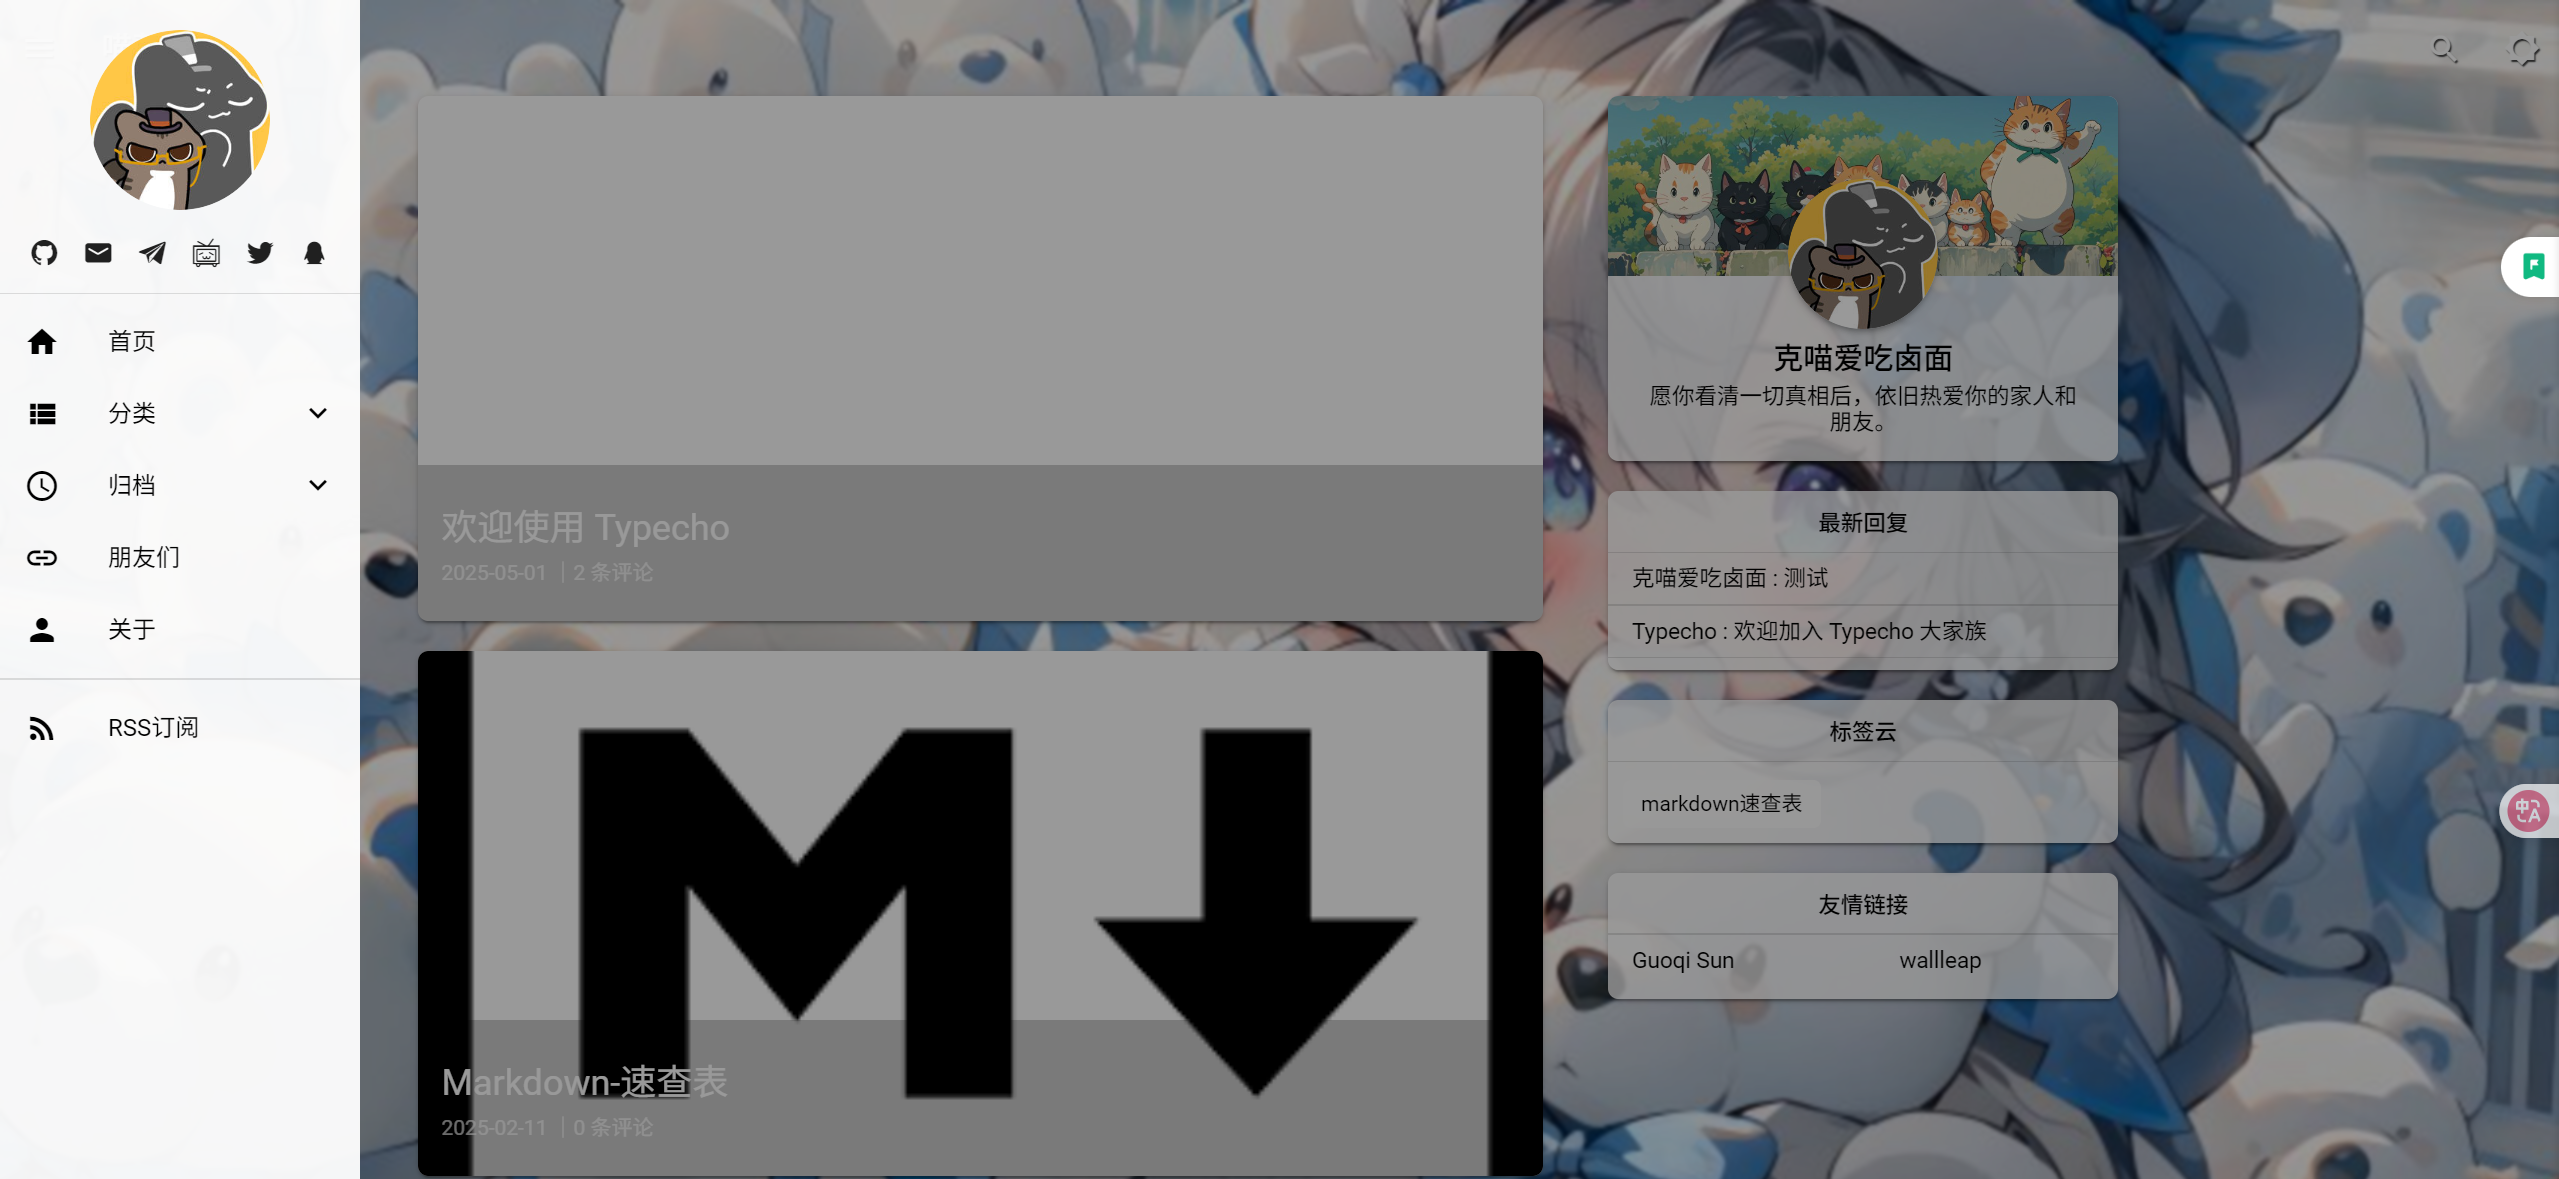 首页
分类
归档
朋友们
关于
RSS订阅
欢迎使用 Typecho
2025-05-01 | 2 条评论
Markdown-速查表
2025-02-11 | 0 条评论
克喵爱吃卤面
愿你看清一切真相后，依旧热爱你的家人和
朋友。
最新回复
克喵爱吃卤面 : 测试
Typecho : 欢迎加入 Typecho 大家族
标签云
markdown速查表
友情链接
Guoqi Sun
wallleap
中A